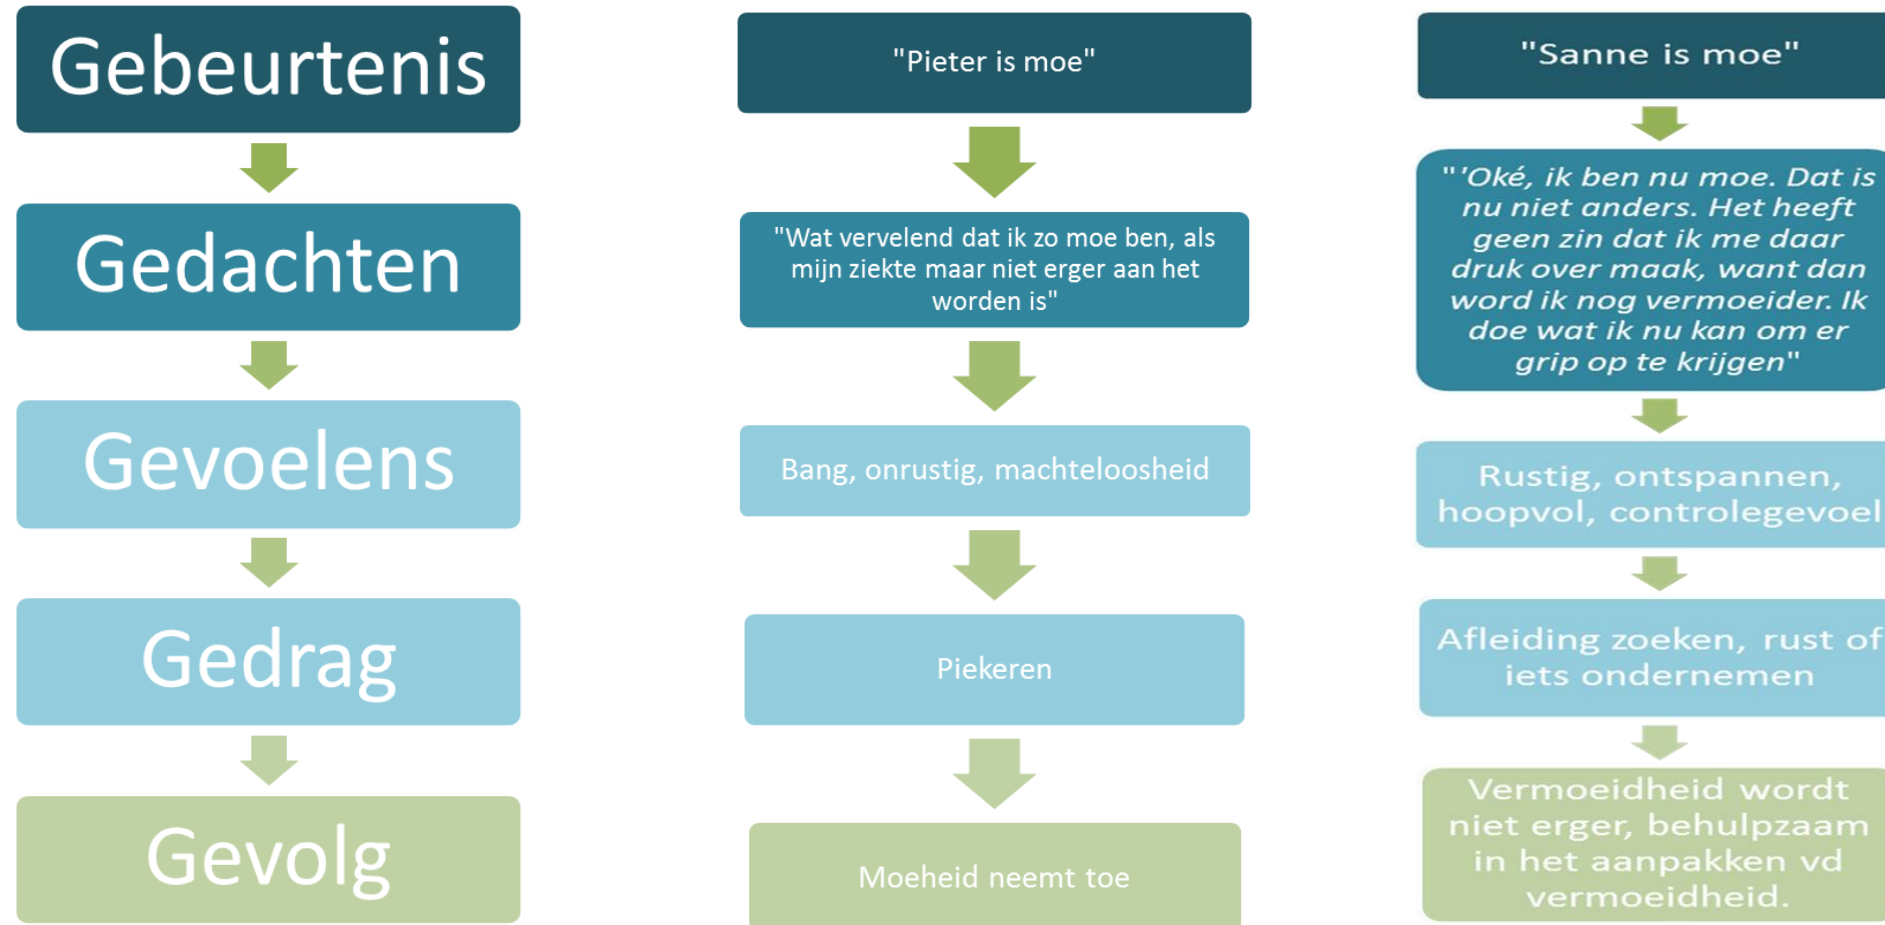 Gebeurtenis
Gedachten
Gevoelens
Gedrag
Gevolg
"Pieter is moe"
"Wat vervelend dat ik zo moe ben, als
mijn ziekte maar niet erger aan het
worden is"
Bang, onrustig, machteloosheid
Piekeren
Moeheid neemt toe
"Sanne is moe"
"'Oké, ik ben nu moe. Dat is
nu niet anders. Het heeft
geen zin dat ik me daar
druk over maak, want dan
word ik nog vermoeider. Ik
doe wat ik nu kan om er
grip op te krijgen"
Rustig, ontspannen,
hoopvol, controlegevoel
Afleiding zoeken, rust of
iets ondernemen
Vermoeidheid wordt
niet erger, behulpzaam
in het aanpakken vd
vermoeidheid.